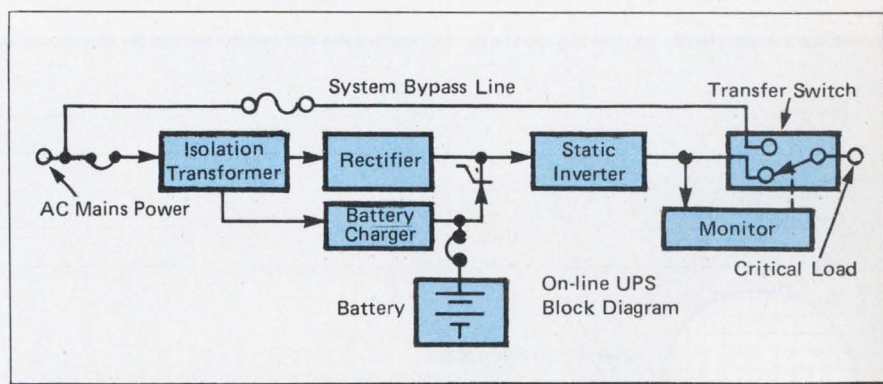 System Bypass Line
Transfer Switch
Isolation
Transformer
Rectifier
Static
Inverter
AC Mains Power
Battery
Charger
Monitor
Critical Load
Battery
On-line UPS
Block Diagram